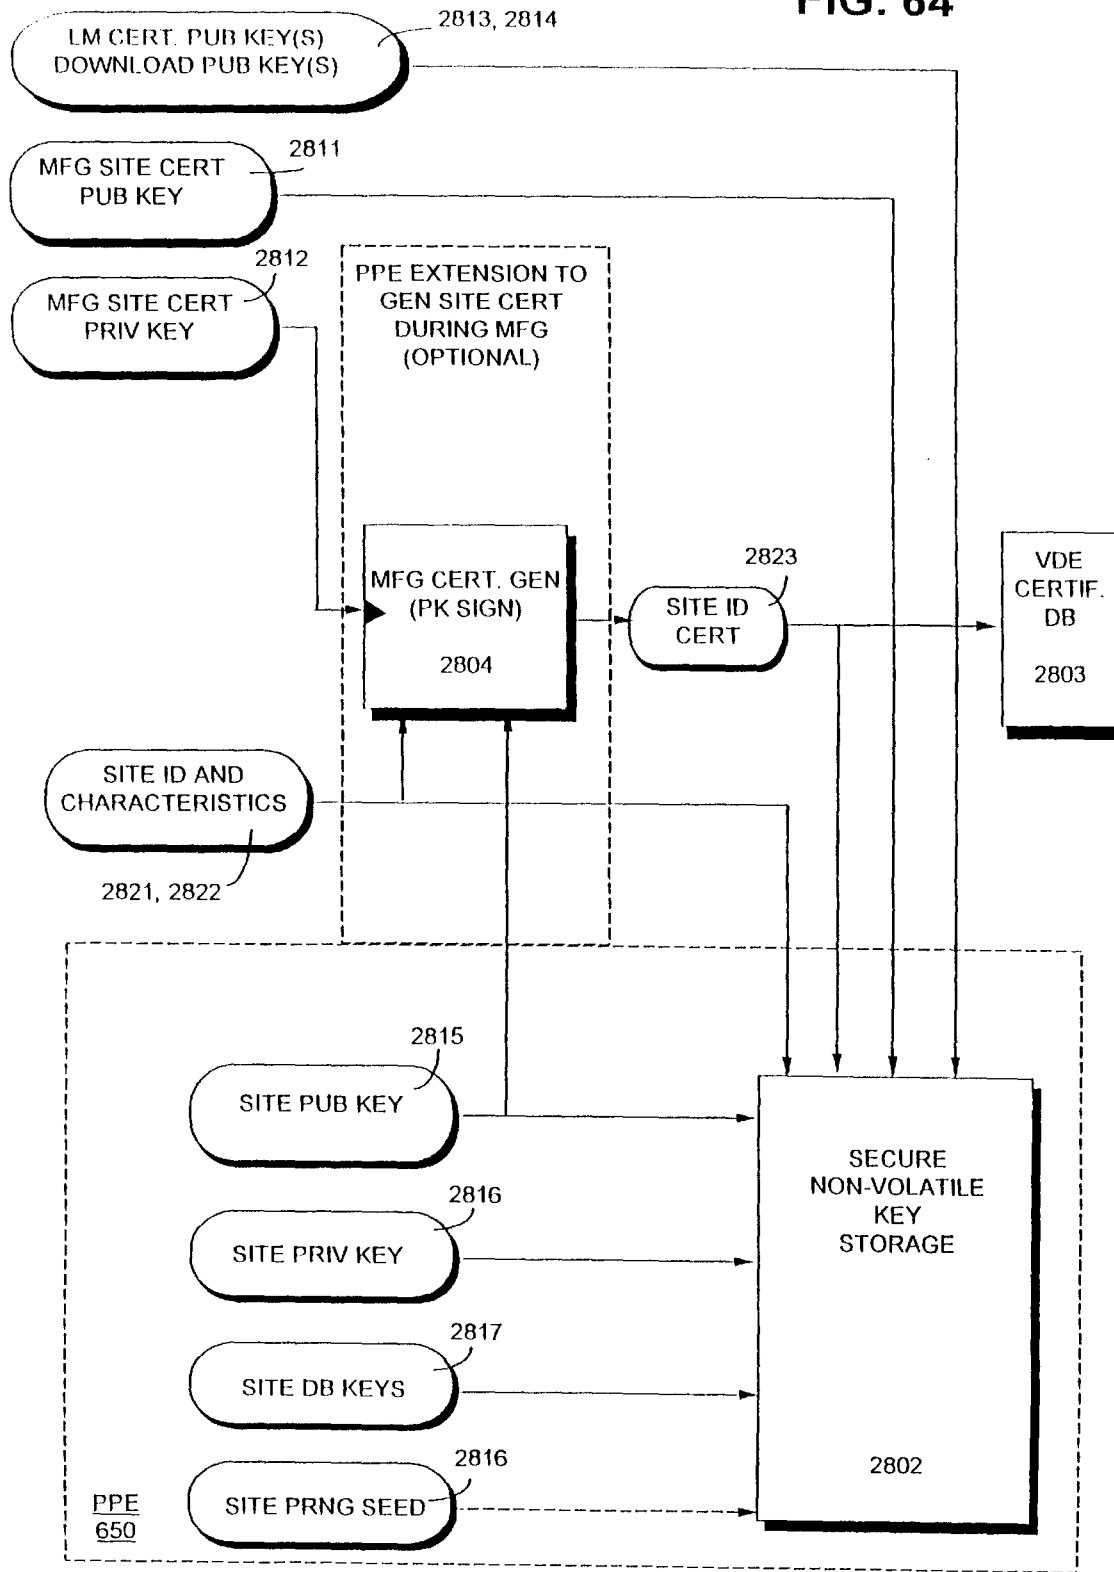 FIG. 64
2813, 2814
LM CERT. PUB KEY(S)
DOWNLOAD PUB KEY(S)
2811
MFG SITE CERT
PUB KEY
2812
MFG SITE CERT
PRIV KEY
PPE EXTENSION TO
GEN SITE CERT
DURING MFG
(OPTIONAL)
MFG CERT. GEN
(PK SIGN)
2804
2823
SITE ID
CERT
VDE
CERTIF.
DB
2803
SITE ID AND
CHARACTERISTICS
2821, 2822
2815
SITE PUB KEY
2816
SITE PRIV KEY
2817
SITE DB KEYS
2816
SITE PRNG SEED
SECURE
NON-VOLATILE
KEY
STORAGE
2802
PPE
650